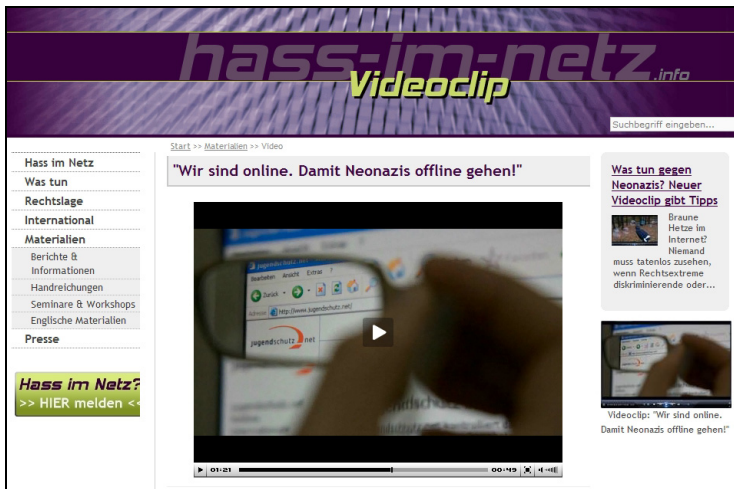 hass-im-netz.info
Videoclip
Suchbegriff eingeben...
Start >> Materialien >> Video
Hass im Netz
Was tun
Rechtslage
International
Materialien
Berichte &
Informationen
Handreichungen
Seminare & Workshops
Englische Materialien
Presse
Hass im Netz?
>> HIER melden <<
"Wir sind online. Damit Neonazis offline gehen!"
jugendschutz.net
Bearbeiten Ansicht Extras ?
Zurück
Adresse http://www.jugendschutz.net/
jugendschutz net
01:21
00:49
Was tun gegen
Neonazis? Neuer
Videoclip gibt Tipps
Braune
Hetze im
Internet?
Niemand
muss tatenlos zusehen,
wenn Rechtsextreme
diskriminierende oder...
Videoclip: "Wir sind online.
Damit Neonazis offline gehen!"